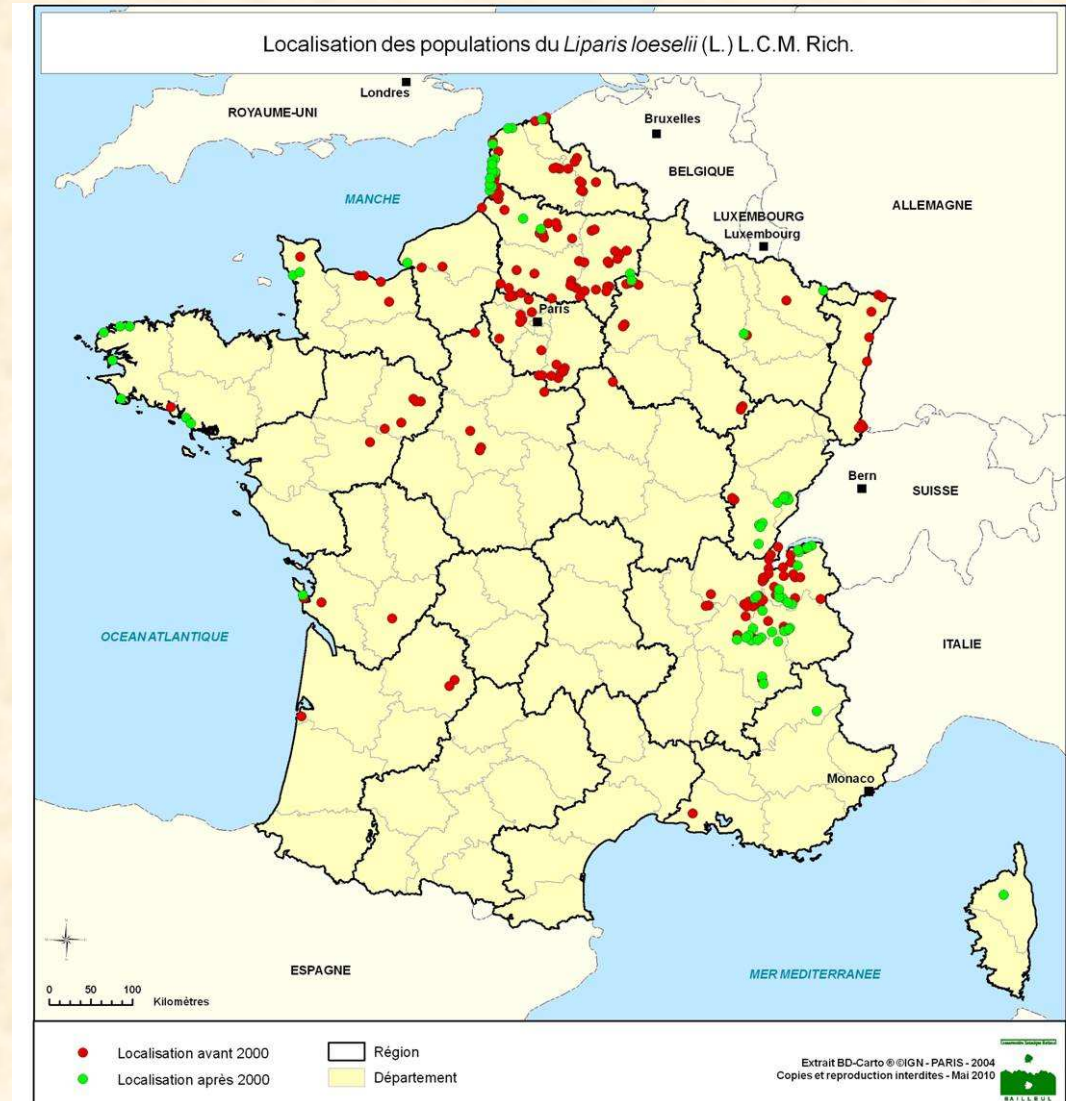 Localisation des populations du Liparis loeselii (L.) L.C.M. Rich.
Londres
ROYAUME-UNI
Bruxelles
BELGIQUE
MANCHE
ALLEMAGNE
LUXEMBOURG
Luxembourg
Paris
Bern
SUISSE
OCEAN ATLANTIQUE
ITALIE
Monaco
ESPAGNE
MER MEDITERRANEE
0 50 100
Kilomètres
Localisation avant 2000
Localisation après 2000
Région
Département
Extrait BD-Carto ® ©IGN - PARIS - 2004
Copies et reproduction interdites - Mai 2010
BAILLEUL